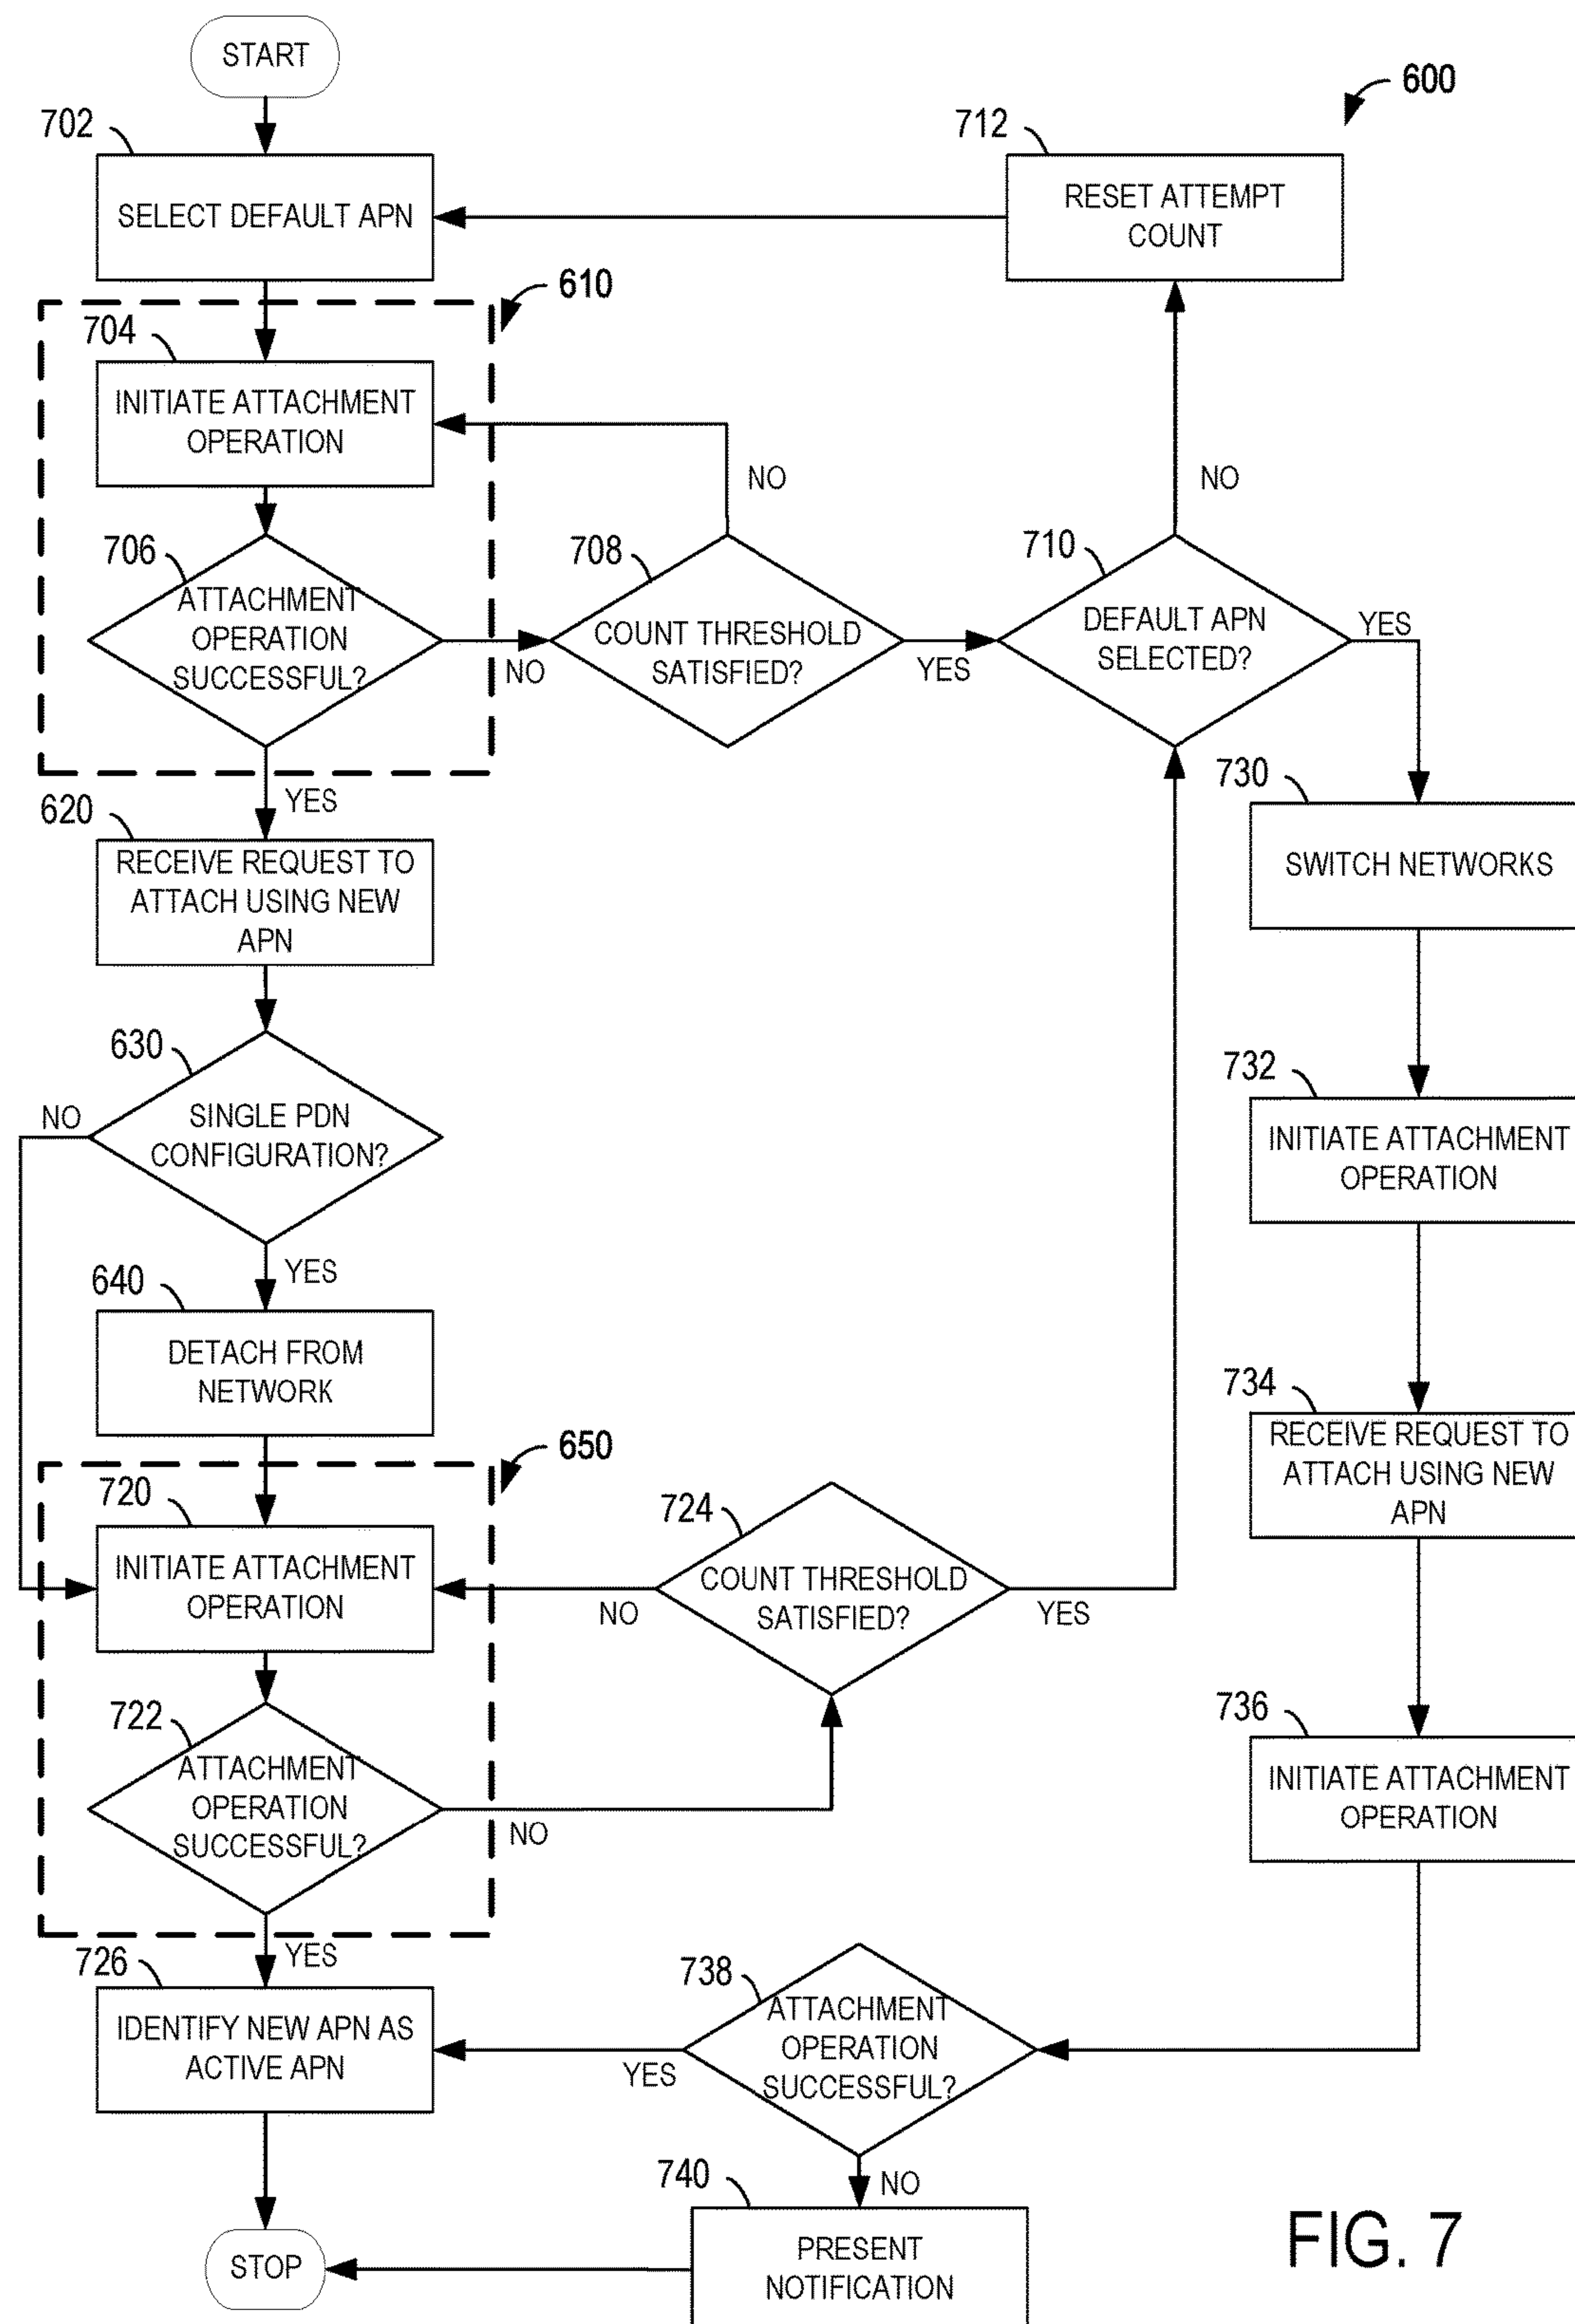 START
600
702
712
SELECT DEFAULT APN
RESET ATTEMPT
COUNT
610
704
INITIATE ATTACHMENT
OPERATION
NO
NO
706
708
710
ATTACHMENT
OPERATION
SUCCESSFUL?
COUNT THRESHOLD
SATISFIED?
DEFAULT APN
SELECTED?
YES
NO
YES
730
YES
620
SWITCH NETWORKS
RECEIVE REQUEST TO
ATTACH USING NEW
APN
630
732
NO
SINGLE PDN
CONFIGURATION?
INITIATE ATTACHMENT
OPERATION
YES
640
DETACH FROM
NETWORK
734
RECEIVE REQUEST TO
ATTACH USING NEW
APN
650
720
724
INITIATE ATTACHMENT
OPERATION
COUNT THRESHOLD
SATISFIED?
NO
YES
722
736
ATTACHMENT
OPERATION
SUCCESSFUL?
NO
INITIATE ATTACHMENT
OPERATION
YES
726
738
IDENTIFY NEW APN AS
ACTIVE APN
ATTACHMENT
OPERATION
SUCCESSFUL?
YES
740
NO
STOP
PRESENT
NOTIFICATION
FIG. 7